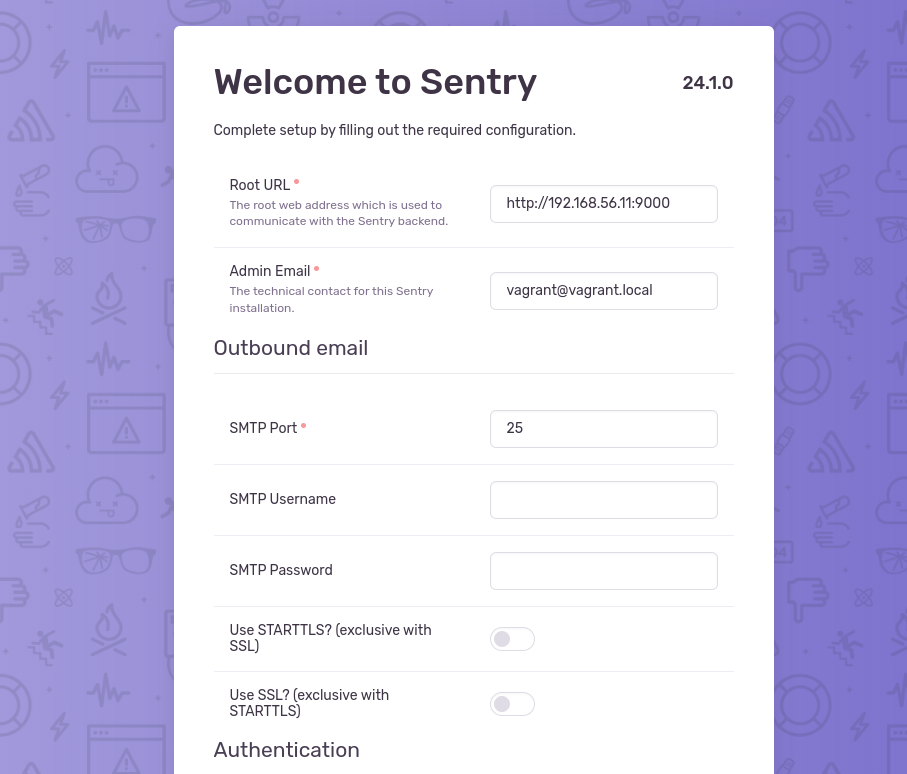 Welcome to Sentry
24.1.0
Complete setup by filling out the required configuration.
Root URL
The root web address which is used to
communicate with the Sentry backend.
http://192.168.56.11:9000
Admin Email
The technical contact for this Sentry
installation.
vagrant@vagrant.local
Outbound email
SMTP Port
25
SMTP Username
SMTP Password
Use STARTTLS? (exclusive with
SSL)
Use SSL? (exclusive with
STARTTLS)
Authentication